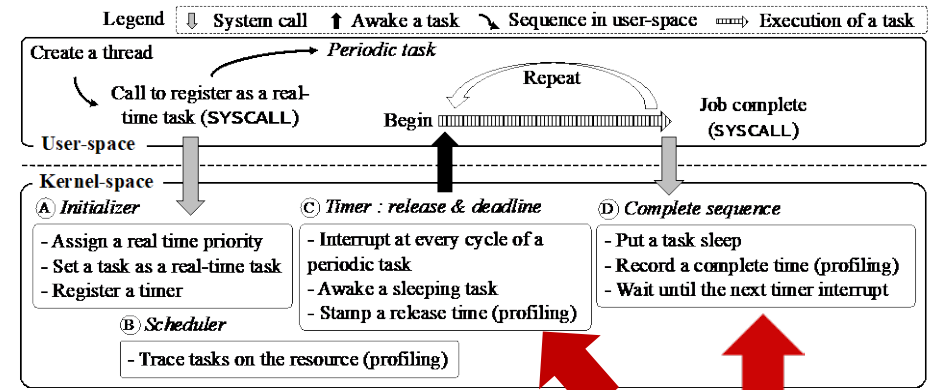 Legend
System call
Awake a task
Sequence in user-space
Execution of a task
Create a thread
Periodic task
Call to register as a real-
time task (SYSCALL)
Repeat
Begin
Job complete
(SYSCALL)
User-space
Kernel-space
A Initializer
- Assign a real time priority
- Set a task as a real-time task
- Register a timer
B Scheduler
- Trace tasks on the resource (profiling)
C Timer : release & deadline
- Interrupt at every cycle of a
periodic task
- Awake a sleeping task
- Stamp a release time (profiling)
D Complete sequence
- Put a task sleep
- Record a complete time (profiling)
- Wait until the next timer interrupt